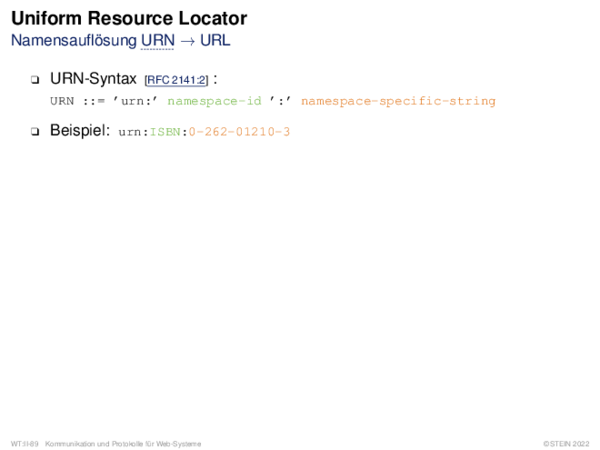 Uniform Resource Locator
Namensauflösung URN → URL
❑ URN-Syntax [RFC 2141:2] :
URN ::= ’urn:’ namespace-id ’:’ namespace-specific-string
❑ Beispiel: urn:ISBN:0-262-01210-3
WT:II-89 Kommunikation und Protokolle für Web-Systeme ©STEIN 2022